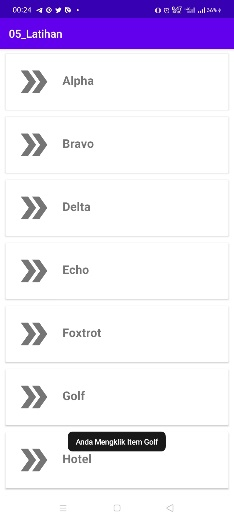 00:24
05_Latihan
Alpha
Bravo
Delta
Echo
Foxtrot
Golf
Anda Mengklik Item Golf
Hotel